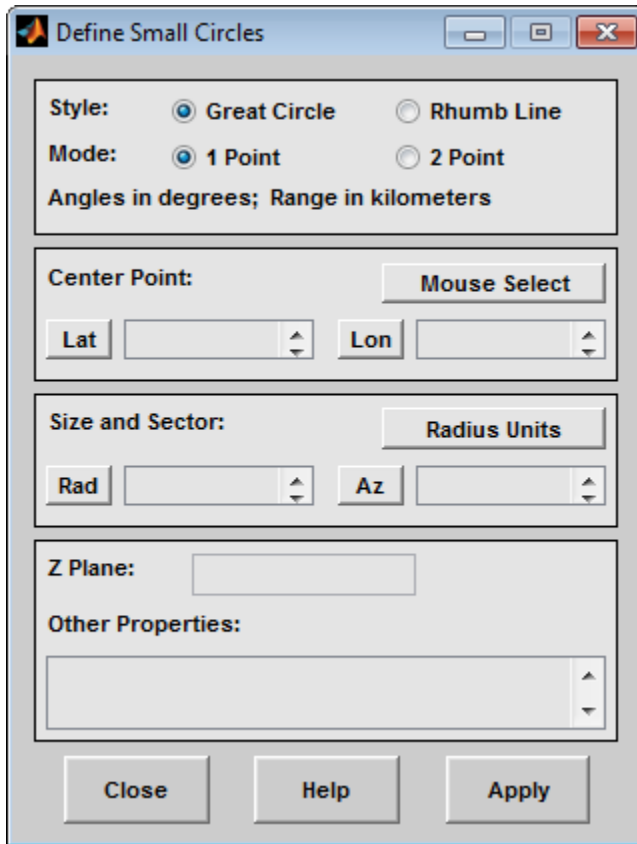 Define Small Circles
Style: Great Circle Rhumb Line
Mode: 1 Point 2 Point
Angles in degrees; Range in kilometers
Center Point: Mouse Select
Lat Lon
Size and Sector: Radius Units
Rad Az
Z Plane:
Other Properties:
Close Help Apply